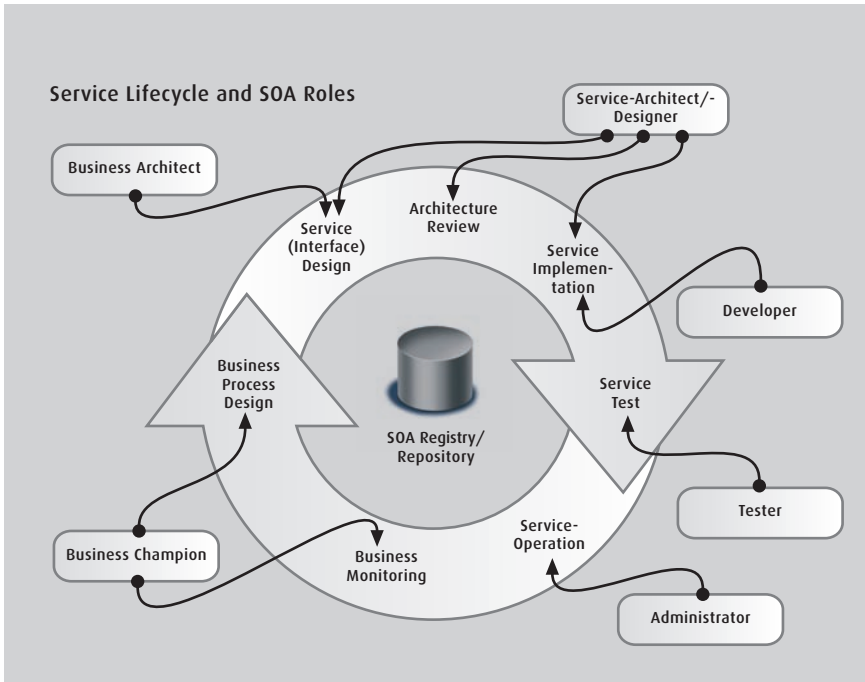 Service Lifecycle and SOA Roles
Service-Architect/-
Designer
Business Architect
Architecture
Review
Service
(Interface)
Design
Service
Implemen-
tation
Developer
Business
Process
Design
Service
Test
SOA Registry/
Repository
Tester
Service-
Operation
Business Champion
Business
Monitoring
Administrator